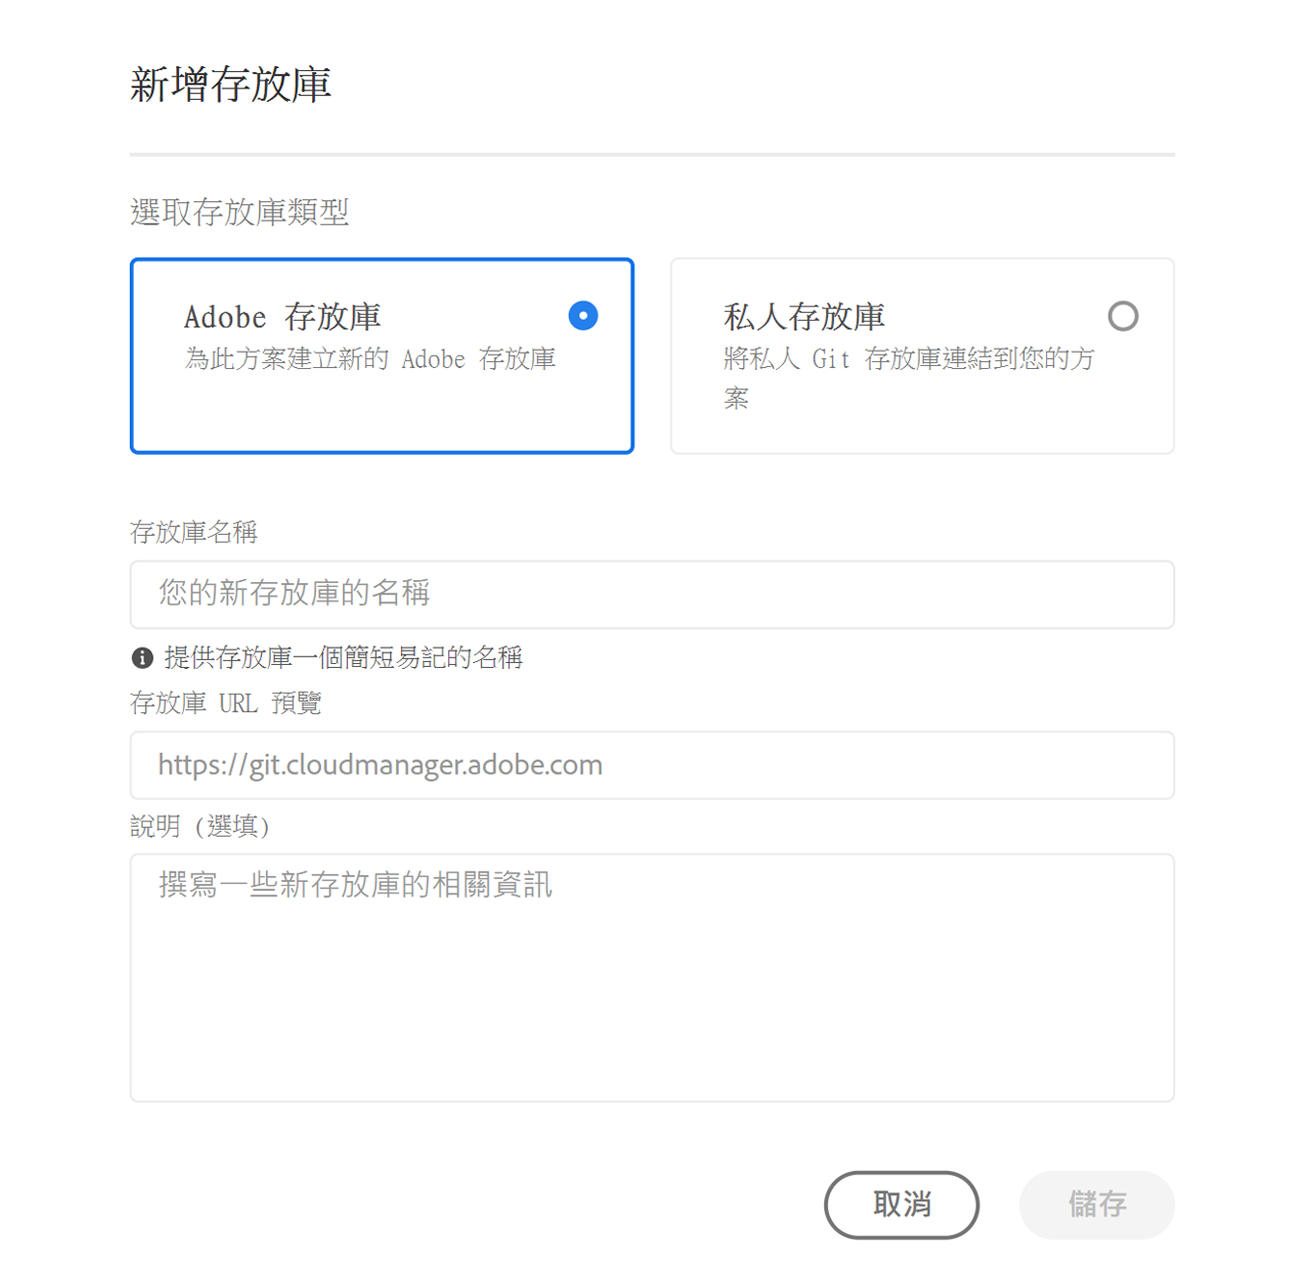 新增存放庫
選取存放庫類型
Adobe 存放庫
為此方案建立新的 Adobe 存放庫
私人存放庫
將私人 Git 存放庫連結到您的方
案
存放庫名稱
您的新存放庫的名稱
提供存放庫一個簡短易記的名稱
存放庫 URL 預覽
https://git.cloudmanager.adobe.com
說明 (選填)
撰寫一些新存放庫的相關資訊
取消
儲存